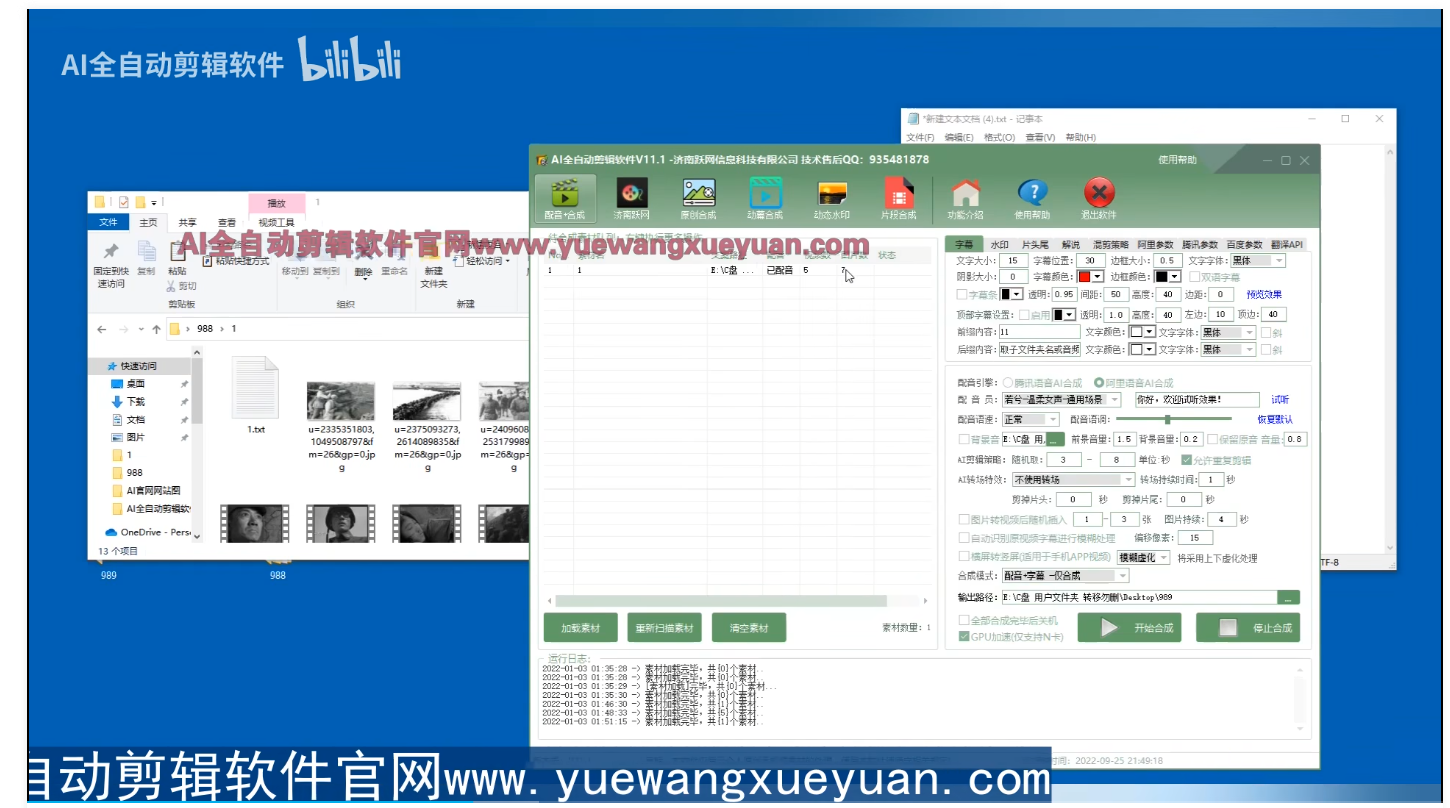 AI全自动剪辑软件 bilibili
*新建文本文档 (4).txt - 记事本
文件(F) 编辑(E) 格式(O) 查看(V) 帮助(H)
AI全自动剪辑软件V11.1 -济南跃网信息科技有限公司 技术售后QQ: 935481878
使用帮助
配音+合成 济南跃网 原创合成 动画合成 动态水印 片段合成 功能介绍 使用帮助 退出软件
播放 1
文件 主页 共享 查看 视频工具
AI全自动剪辑软件官网www.yuewangxueyuan.com
固定到快速访问 复制 粘贴 粘贴快捷方式 剪切
移动到 复制到 删除 重命名 新建文件夹 轻松访问
剪贴板 组织 新建
988 1
快速访问
桌面
下载
文档
图片
1
988
AI官网网站图
AI全自动剪辑软
OneDrive - Pers
13 个项目
1.txt
u=2335351803,
10495087978&f
m=26&gp=0.jp
g
u=2375093273,
2614089835&f
m=26&gp=0.jp
g
u=2409608
253179989
m=26&gp=
g
989 988
状态
1 1 E:\C盘 ... 已配音 5 7
加载素材 重新扫描素材 清空素材 素材数量: 1
字幕 水印 片头尾 解说 混剪策略 阿里参数 腾讯参数 百度参数 翻译API
文字大小: 15 字幕位置: 30 边框大小: 0.5 文字字体: 黑体
阴影大小: 0 字幕颜色: 边框颜色: 双语字幕
字幕条 透明: 0.95 间距: 50 高度: 40 边距: 0 预览效果
顶部字幕设置: 启用 透明: 1.0 高度: 40 左边: 10 顶边: 40
前缀内容: 11 文字颜色: 文字字体: 黑体 斜
后缀内容: 取子文件夹名或音频 文字颜色: 文字字体: 黑体 斜
配音引擎: 腾讯语音AI合成 阿里语音AI合成
配 音 员: 若兮-温柔女声-通用场景 你好，欢迎试听效果! 试听
配音语速: 正常 配音语调: 恢复默认
背景音 E:\C盘 用, ... 前景音量: 1.5 背景音量: 0.2 保留原音 音量: 0.8
AI剪辑策略: 随机取: 3 - 8 单位:秒 允许重复剪辑
AI转场特效: 不使用转场 转场持续时间: 1 秒
剪掉片头: 0 秒 剪掉片尾: 0 秒
图片转视频后随机插入 1 - 3 张 图片持续: 4 秒
自动识别原视频字幕进行模糊处理 偏移像素: 15
横屏转竖屏(适用于手机APP视频) 模糊虚化 将采用上下虚化处理
合成模式: 配音+字幕 -仅合成
输出路径: E:\C盘 用户文件夹 转移勿删\Desktop\989 ...
全部合成完毕后关机
GPU加速(仅支持N卡)
开始合成 停止合成
TF-8
运行日志:
2022-01-03 01:35:28 -> 素材加载完毕，共[0]个素材..
2022-01-03 01:35:28 -> 素材加载完毕，共[0]个素材..
2022-01-03 01:35:29 -> [素材加载]完毕，共[0]个素材...
2022-01-03 01:35:30 -> 素材加载完毕，共[0]个素材..
2022-01-03 01:46:30 -> 素材加载完毕，共[1]个素材..
2022-01-03 01:48:33 -> 素材加载完毕，共[5]个素材..
2022-01-03 01:51:15 -> 素材加载完毕，共[1]个素材..
时间: 2022-09-25 21:49:18
自动剪辑软件官网www. yuewangxueyuan. com